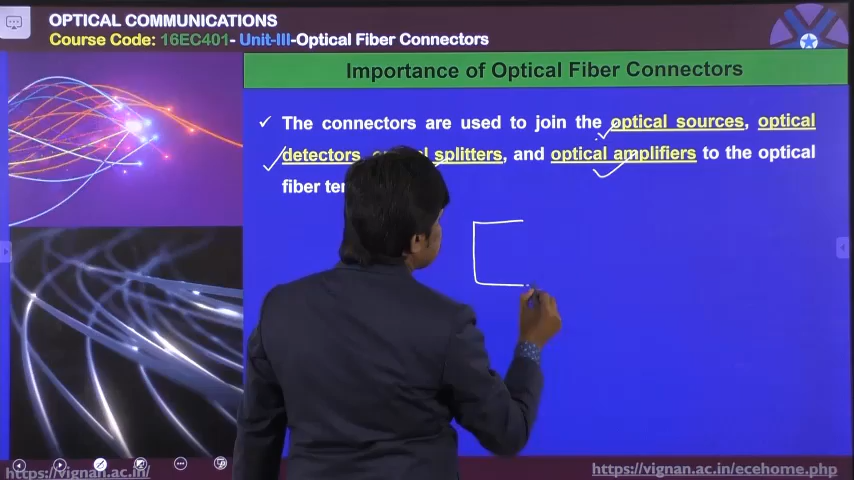 OPTICAL COMMUNICATIONS
Course Code: 16EC401- Unit-III-Optical Fiber Connectors
Importance of Optical Fiber Connectors
✓ The connectors are used to join the optical sources, optical
detectors, splitters, and optical amplifiers to the optical
fiber
https://vignan.ac.in/
https://vignan.ac.in/ecehome.php